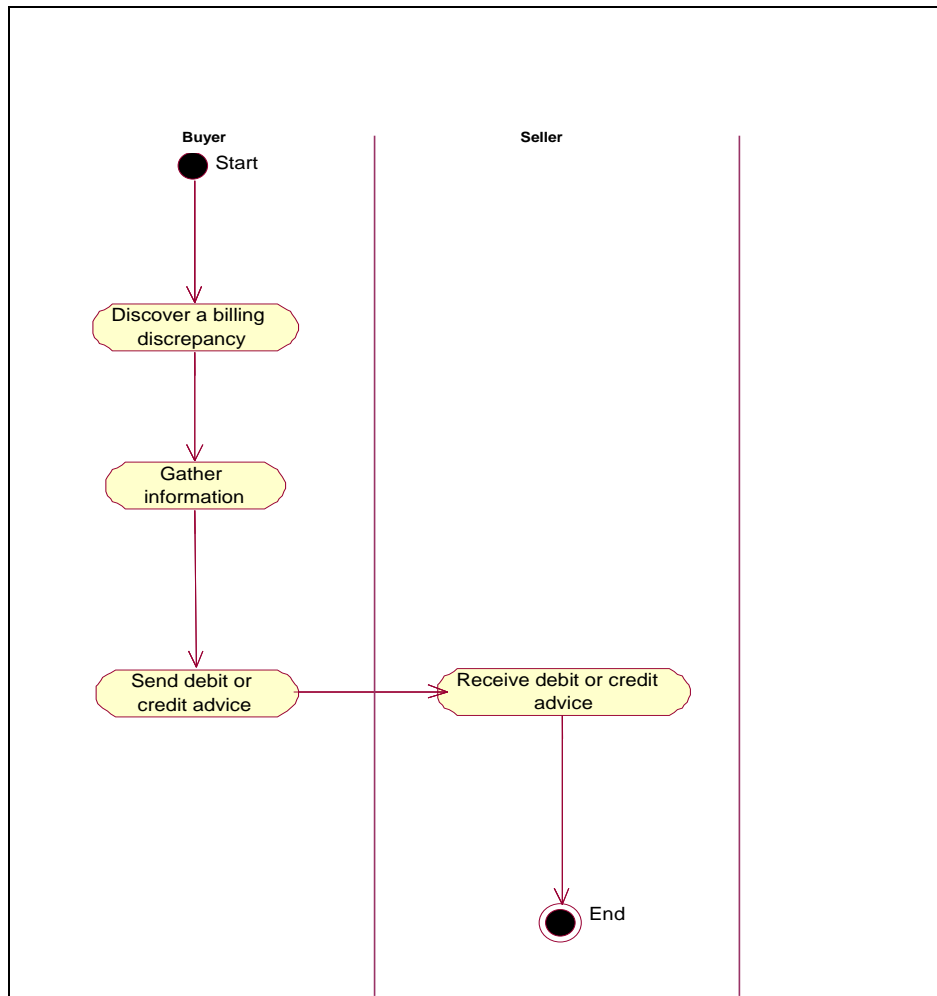 Buyer
Seller
Start
Discover a billing
discrepancy
Gather
information
Send debit or
credit advice
Receive debit or credit
advice
End